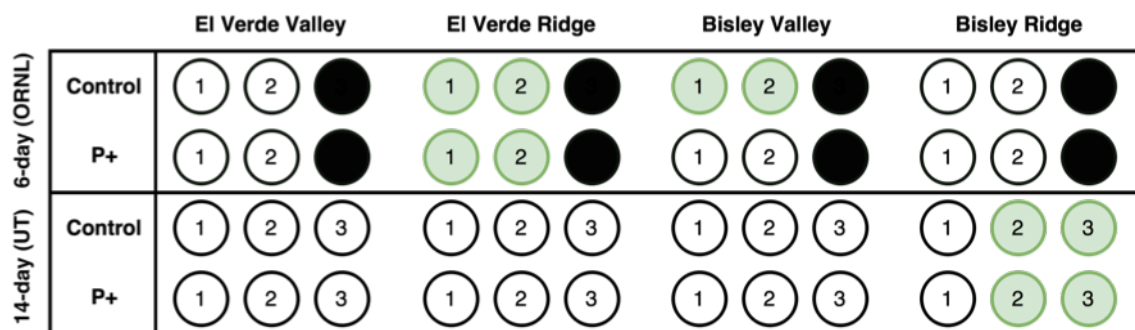 El Verde Valley El Verde Ridge Bisley Valley Bisley Ridge
6-day (ORNL)
Control 1 2 3 1 2 3 1 2 3 1 2
P+ 1 2 1 2 1 2 1 2
14-day (UT)
Control 1 2 3 1 2 3 1 2 3 1 2 3
P+ 1 2 3 1 2 3 1 2 3 1 2 3